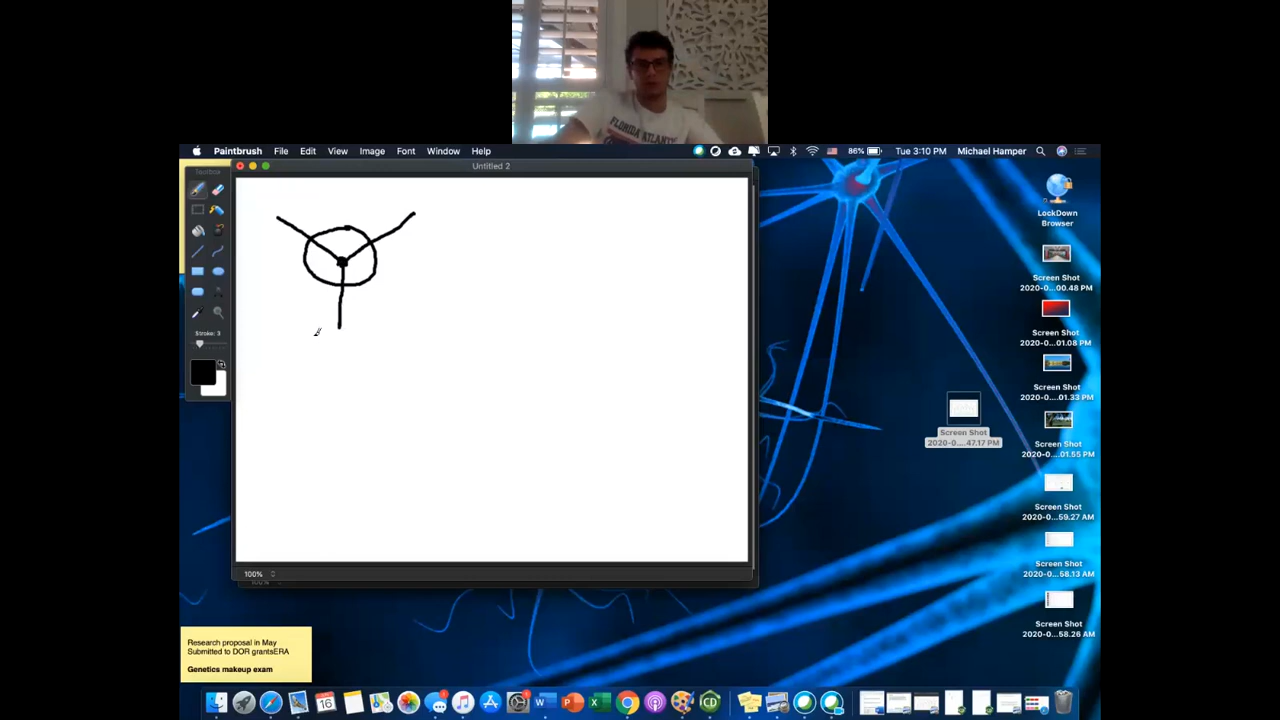 FLORIDA ATLANTIC
Paintbrush File Edit View Image Font Window Help
86% Tue 3:10 PM Michael Hamper
Toolbox
Untitled 2
Stroke: 3
100%
100%
LockDown
Browser
Screen Shot
2020-0...00.48 PM
Screen Shot
2020-0...01.08 PM
Screen Shot
2020-0....01.33 PM
Screen Shot
2020-0...01.55 PM
Screen Shot
2020-0....47.17 PM
Screen Shot
2020-0...59.27 AM
Screen Shot
2020-0...58.13 AM
Screen Shot
2020-0...58.26 AM
Research proposal in May
Submitted to DOR grantsERA
Genetics makeup exam
16
W
P
X
ICD